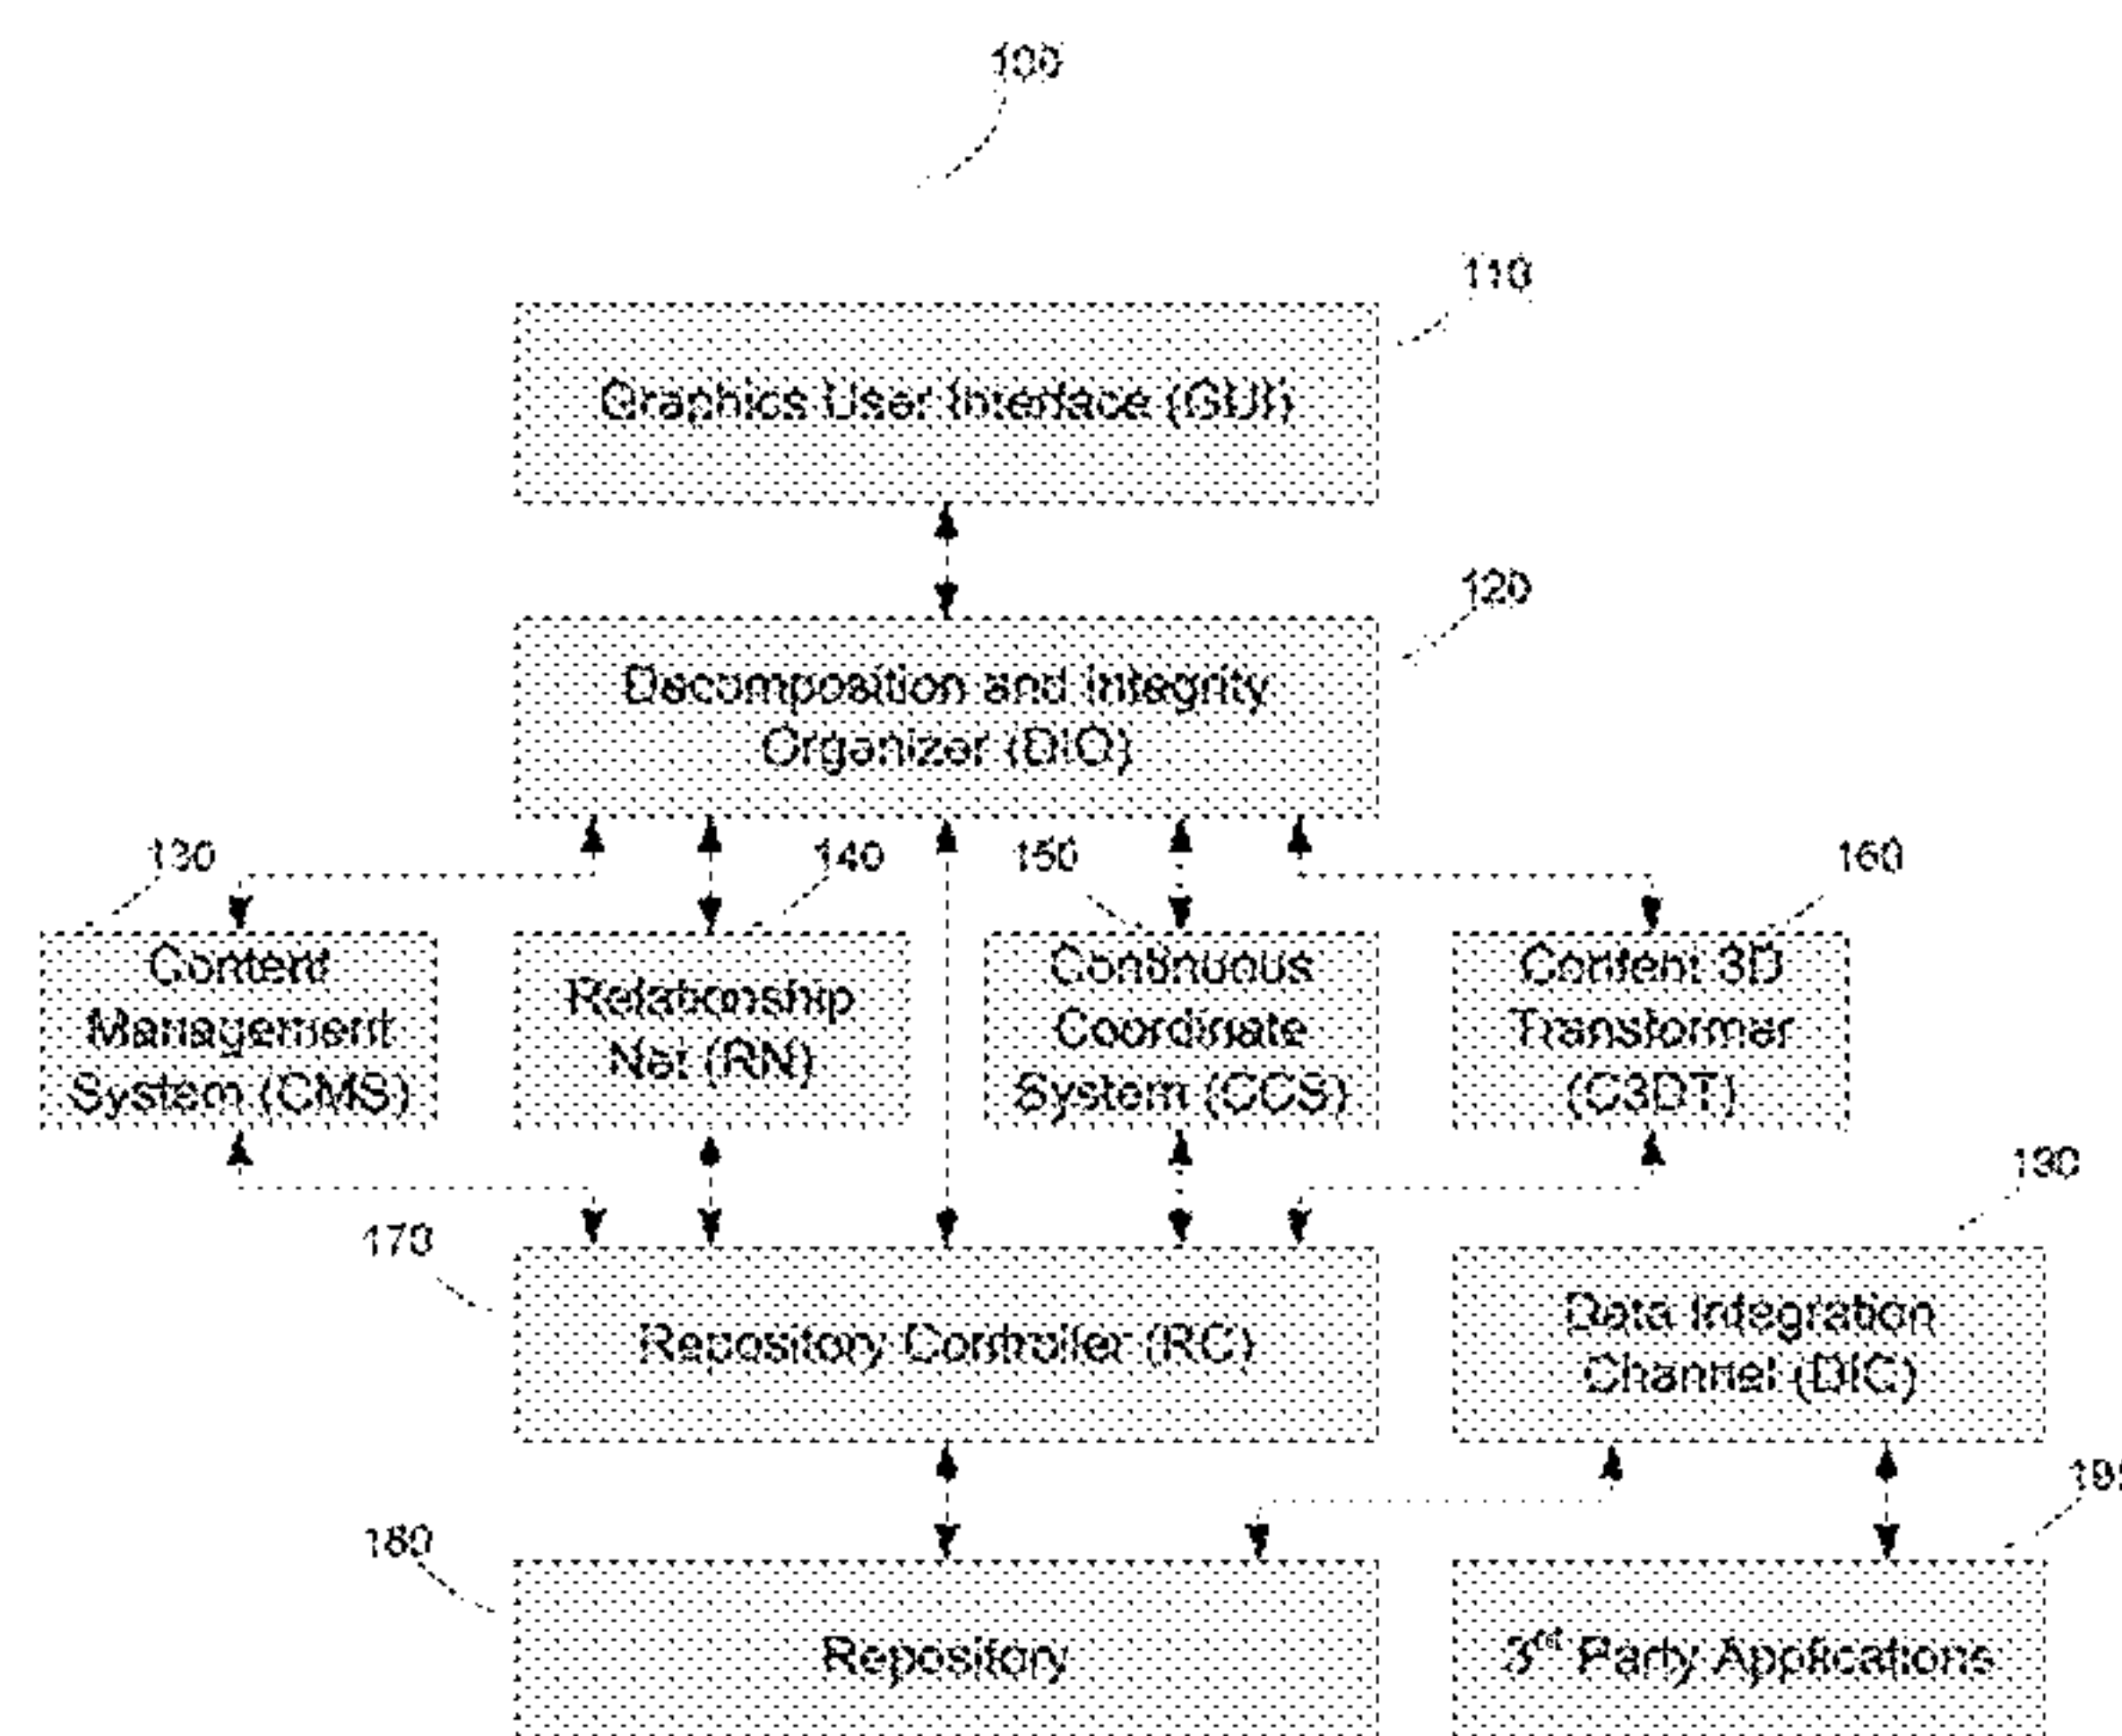 100
110
Graphics User Interface (GUI)
120
Decomposition and Integrity
Organizer (DIO)
130
140
150
160
Content
Management
System (CMS)
Relationship
Net (RN)
Continuous
Coordinate
System (CCS)
Content 3D
Transformer
(C3DT)
170
Repository Controller (RC)
190
Data Integration
Channel (DIC)
180
Repository
3rd Party Applications